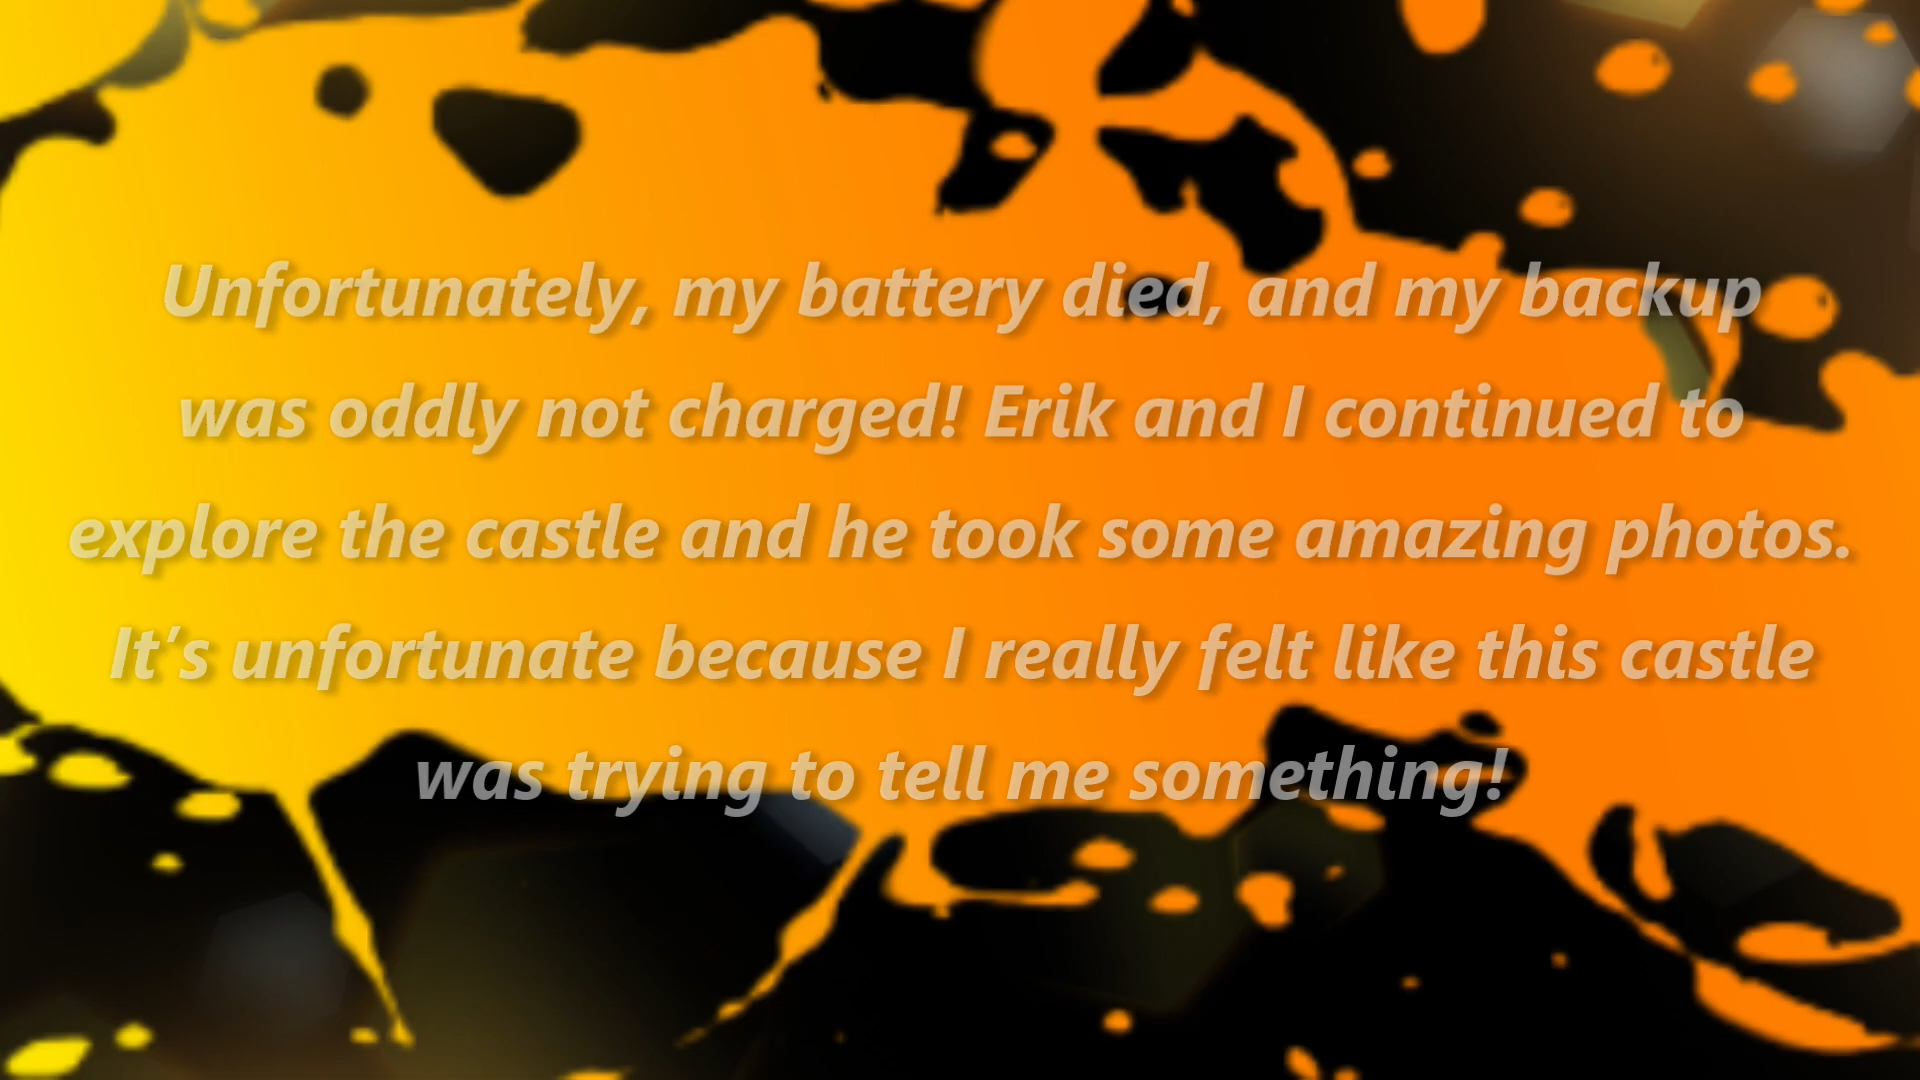 Unfortunately, my battery died, and my backup
was oddly not charged! Erik and I continued to
explore the castle and he took some amazing photos.
It’s unfortunate because I really felt like this castle
was trying to tell me something!